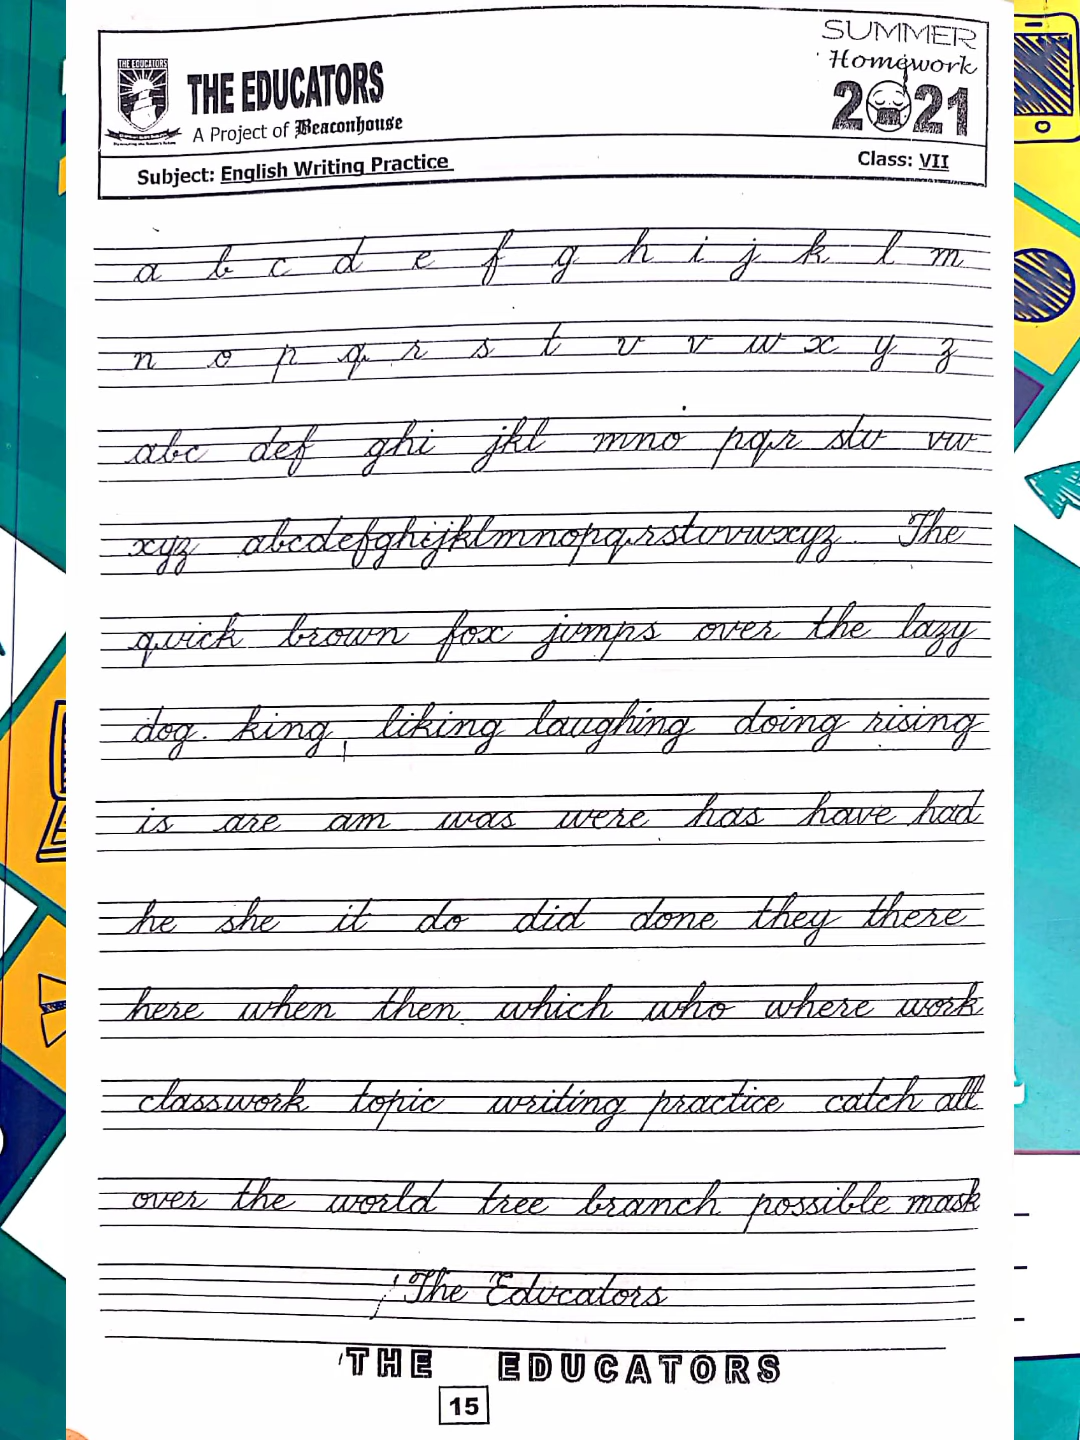 SUMMER
Homework
2021
THE EDUCATORS
THE EDUCATORS
A Project of Beaconhouse
Subject: English Writing Practice
Class: VII
a b c d e f g h i j k l m
n o p q r s t u v w x y z
abc def ghi jkl mno pqr stu vw
xyz abcdefghijklmnopqrstuvwxyz The
quick brown fox jumps over the lazy
dog. king, liking laughing doing rising
is are am was were has have had
he she it do did done they there
here when then which who where work
classwork topic writing practice catch all
over the world tree branch possible mask
The Educators
THE EDUCATORS
15